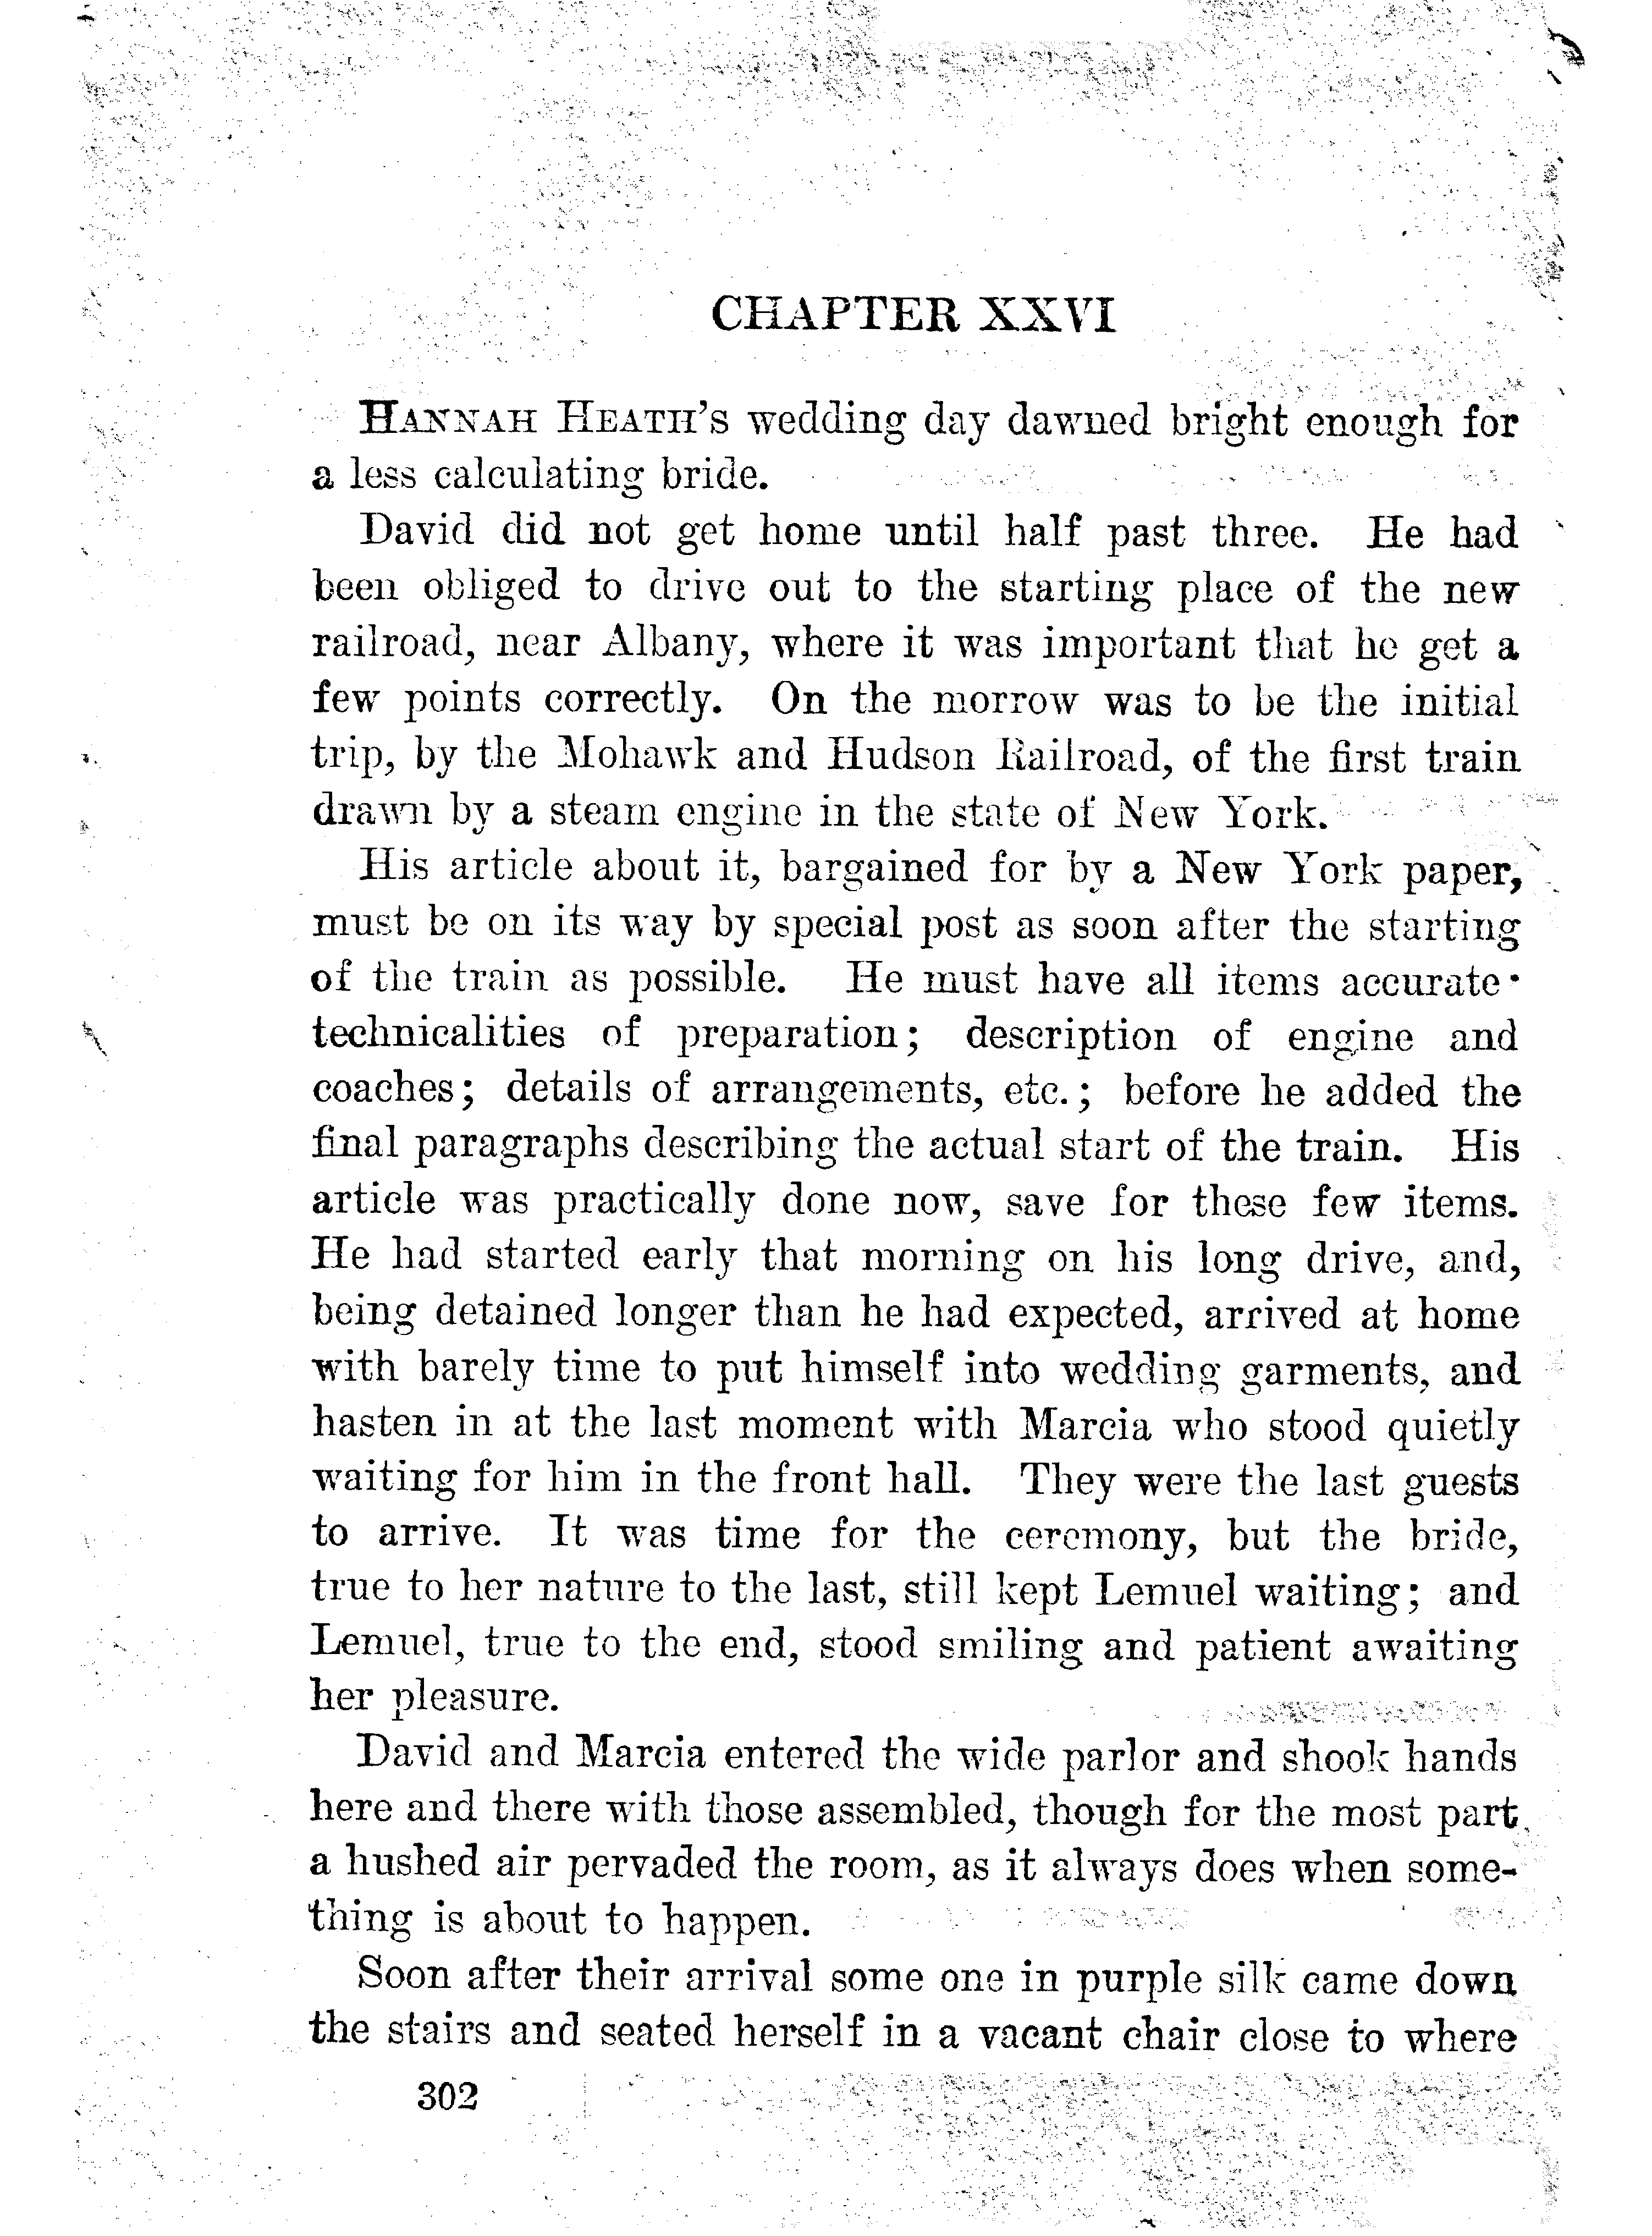 CHAPTER XXVI
HANNAH HEATH'S wedding day dawned bright enough for
a less calculating bride.
David did not get home until half past three. He had
been obliged to drive out to the starting place of the new
railroad, near Albany, where it was important that he get a
few points correctly. On the morrow was to be the initial
trip, by the Mohawk and Hudson Railroad, of the first train
drawn by a steam engine in the state of New York.
His article about it, bargained for by a New York paper,
must be on its way by special post as soon after the starting
of the train as possible. He must have all items accurate·
technicalities of preparation; description of engine and
coaches; details of arrangements, etc.; before he added the
final paragraphs describing the actual start of the train. His
article was practically done now, save for these few items.
He had started early that morning on his long drive, and,
being detained longer than he had expected, arrived at home
with barely time to put himself into wedding garments, and
hasten in at the last moment with Marcia who stood quietly
waiting for him in the front hall. They were the last guests
to arrive. It was time for the ceremony, but the bride,
true to her nature to the last, still kept Lemuel waiting; and
Lemuel, true to the end, stood smiling and patient awaiting
her pleasure.
David and Marcia entered the wide parlor and shook hands
here and there with those assembled, though for the most part
a hushed air pervaded the room, as it always does when some-
thing is about to happen.
Soon after their arrival some one in purple silk came down
the stairs and seated herself in a vacant chair close to where
302